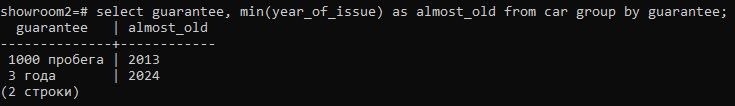 showroom2=# select guarantee, min(year_of_issue) as almost_old from car group by guarantee;
  guarantee   | almost_old
--------------+------------
 1000 пробега | 2013
 3 года       | 2024
(2 строки)